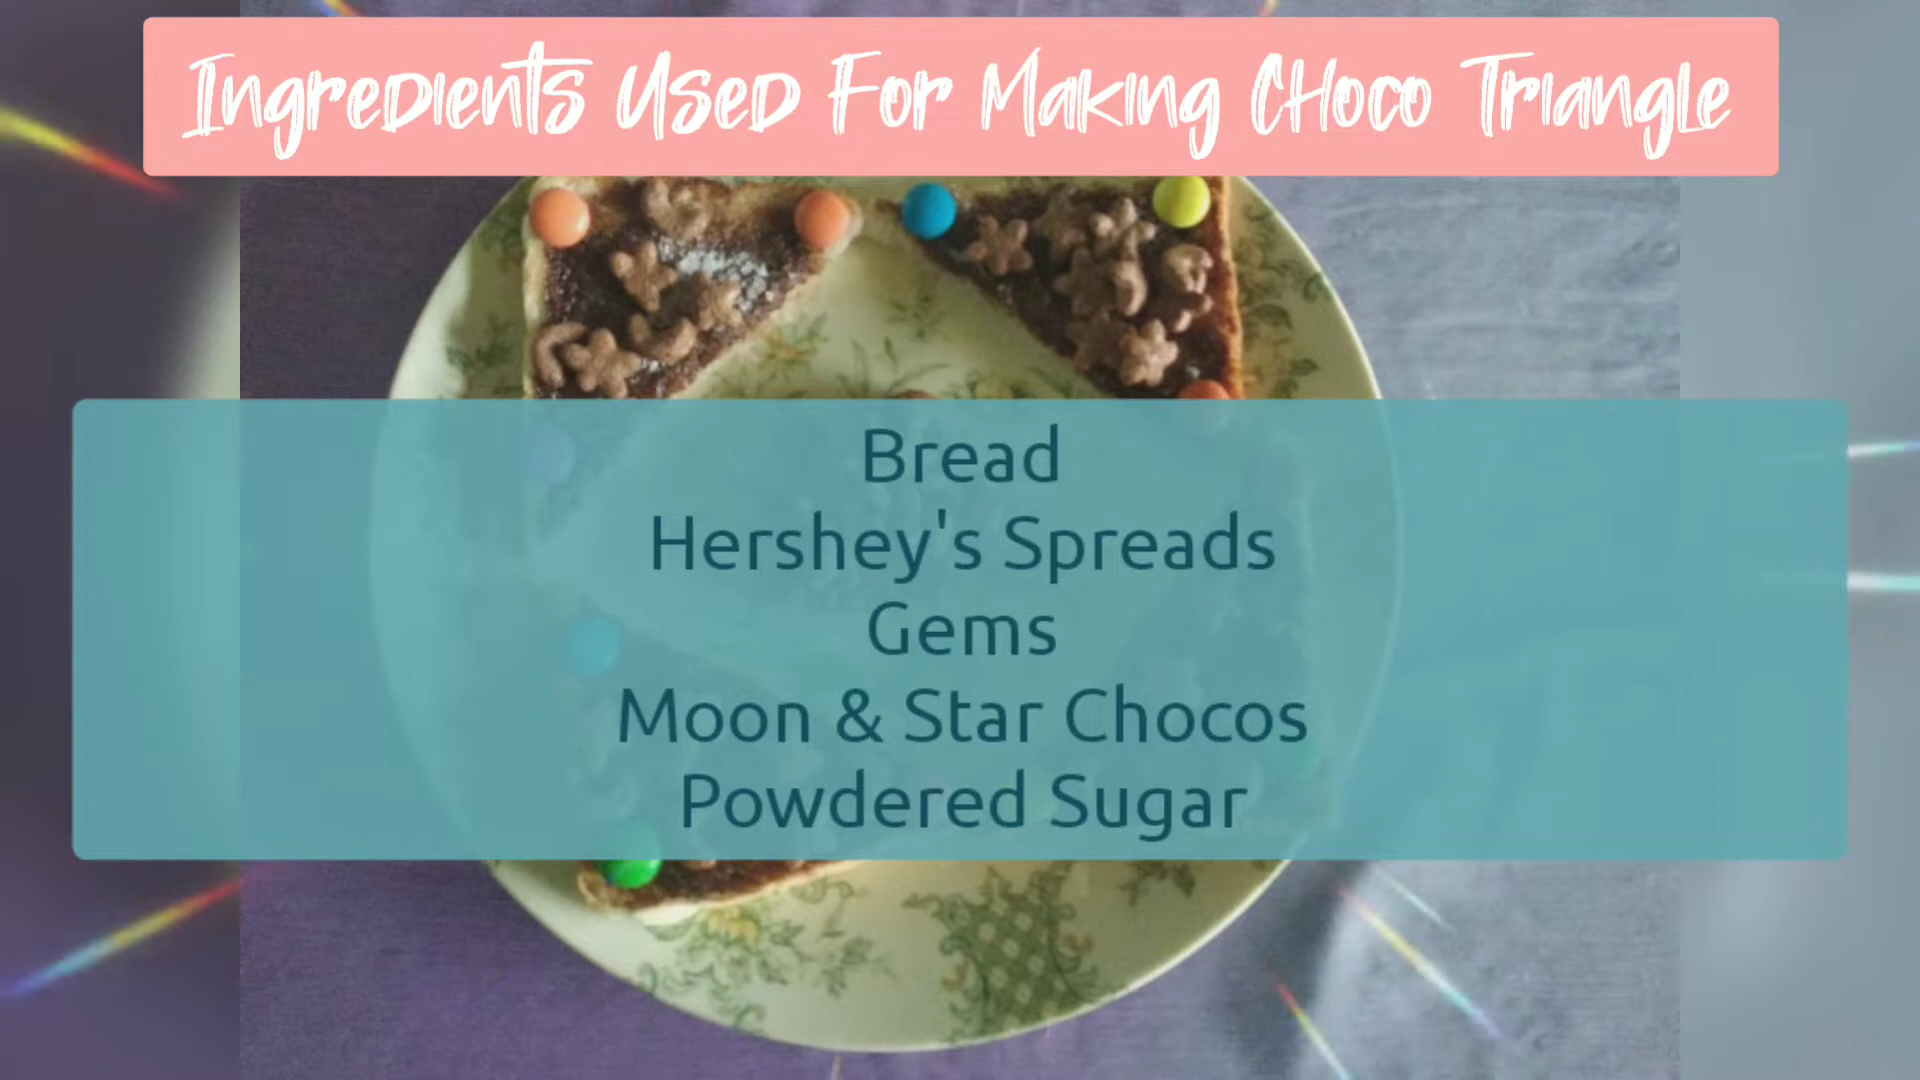 Ingredients Used For Making Choco Triangle
Bread
Hershey's Spreads
Gems
Moon & Star Chocos
Powdered Sugar